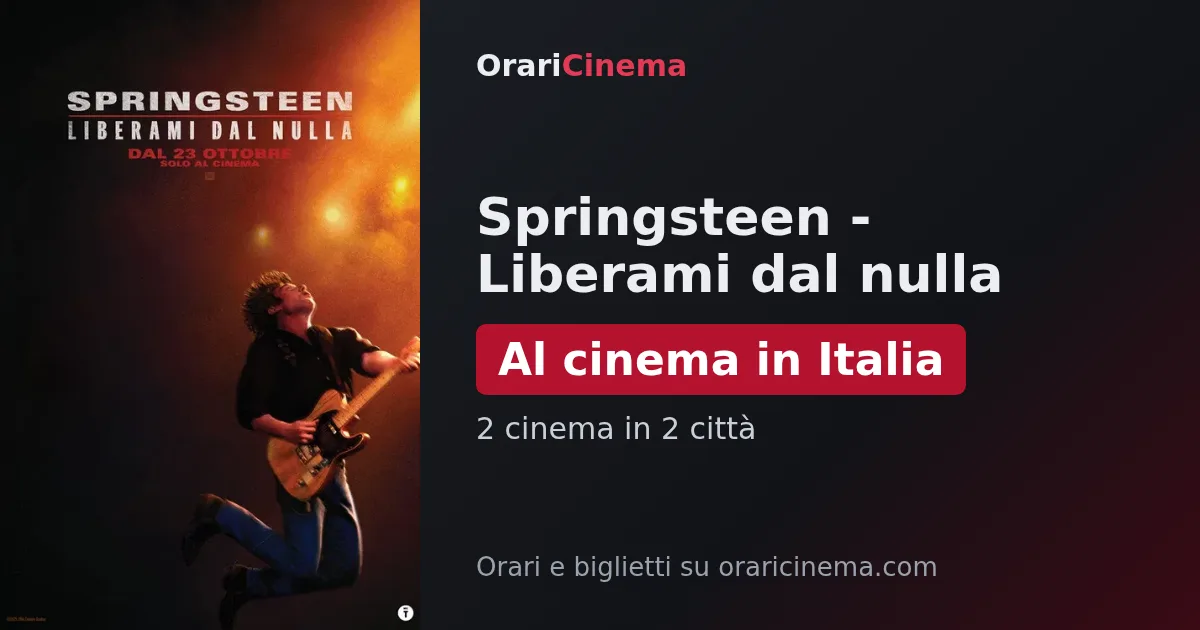 SPRINGSTEEN
LIBERAMI DAL NULLA
DAL 23 OTTOBRE
SOLO AL CINEMA
OrariCinema
Springsteen -
Liberami dal nulla
Al cinema in Italia
2 cinema in 2 città
Orari e biglietti su oraricinema.com
T